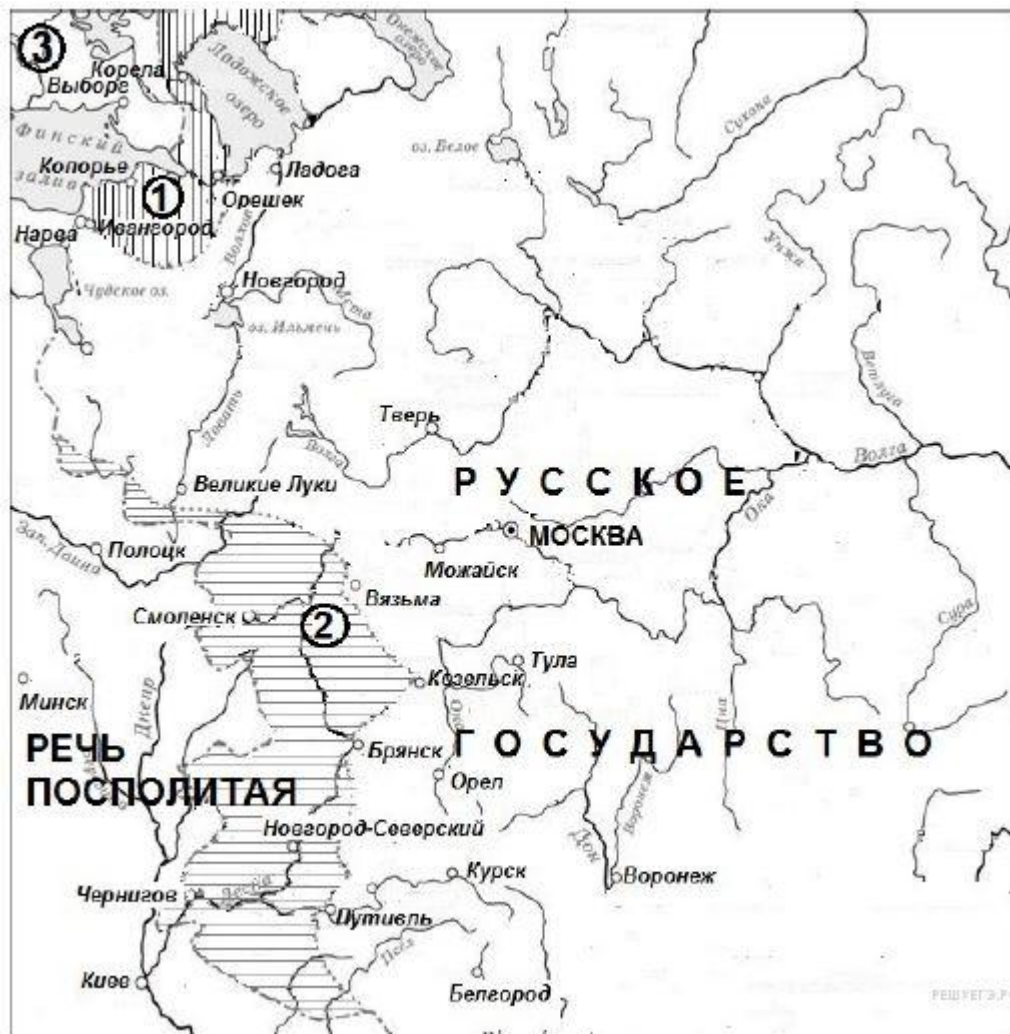 3
Корела
Ладожское
озеро
Онежское
озеро
Выборг
Финский
залив
Сухона
оз. Белое
Копорье
Ладога
1
Орешек
Нарва
Ивангород
Волхов
Унжа
Чудское оз.
Новгород
Мста
оз. Ильмень
Ветлуга
Ловать
Тверь
Волга
Волга
Великие Луки
РУССКОЕ
Ока
Зап. Двина
Полоцк
МОСКВА
Можайск
Вязьма
Смоленск
2
Сура
Тула
Минск
Днепр
Козельск
Ока
Цна
РЕЧЬ
ПОСПОЛИТАЯ
Брянск
ГОСУДАРСТВО
Орел
Воронеж
Новгород-Северский
Дон
Курск
Воронеж
Чернигов
Десна
Путивль
Псёл
Киев
Белгород